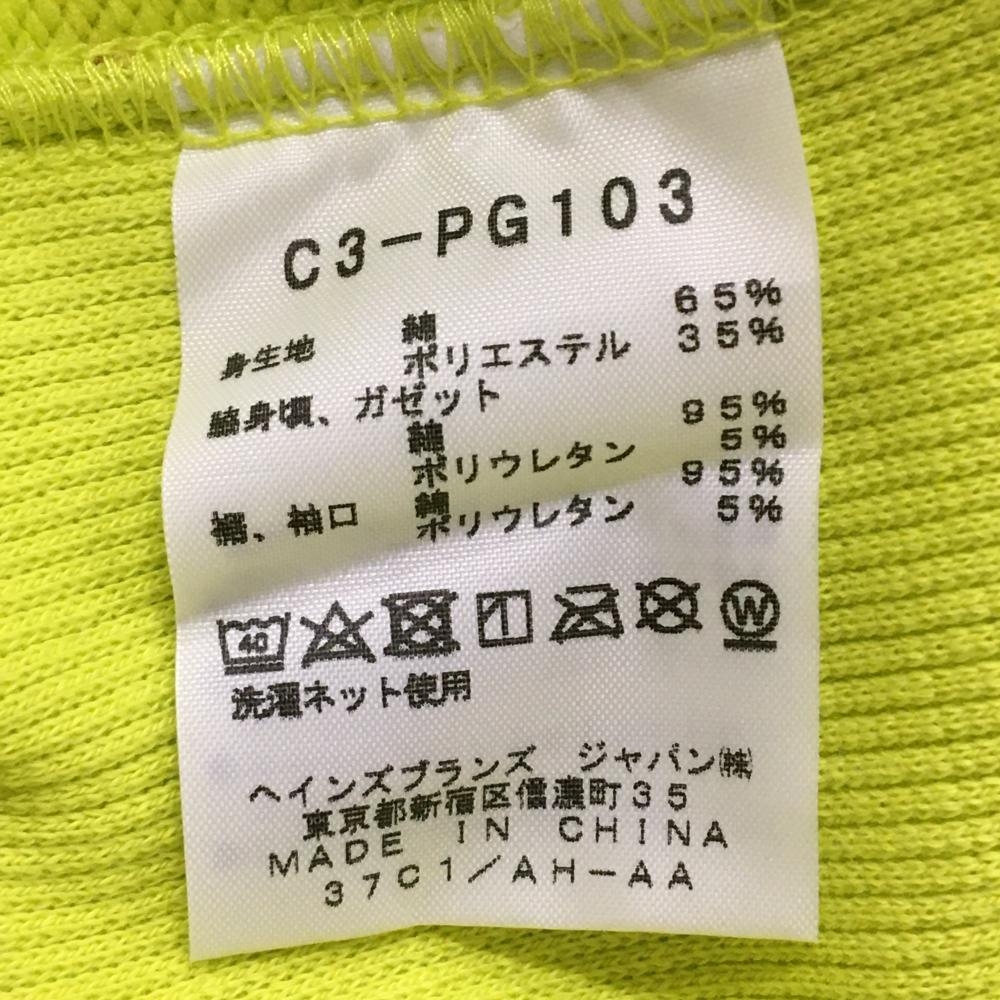 C3-PG103
綿 65%
身生地 ポリエステル 35%
脇身頃、ガゼット
綿 95%
ポリウレタン 5%
綿 95%
衿、袖口 ポリウレタン 5%
40 W
洗濯ネット使用
ヘインズブランズ ジャパン㈱
東京都新宿区信濃町35
MADE IN CHINA
37C1/AH-AA